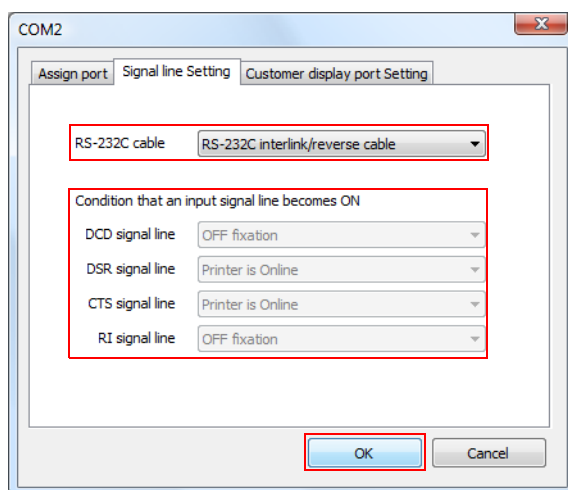 COM2
Assign port Signal line Setting Customer display port Setting
RS-232C cable RS-232C interlink/reverse cable
Condition that an input signal line becomes ON
DCD signal line OFF fixation
DSR signal line Printer is Online
CTS signal line Printer is Online
RI signal line OFF fixation
OK Cancel